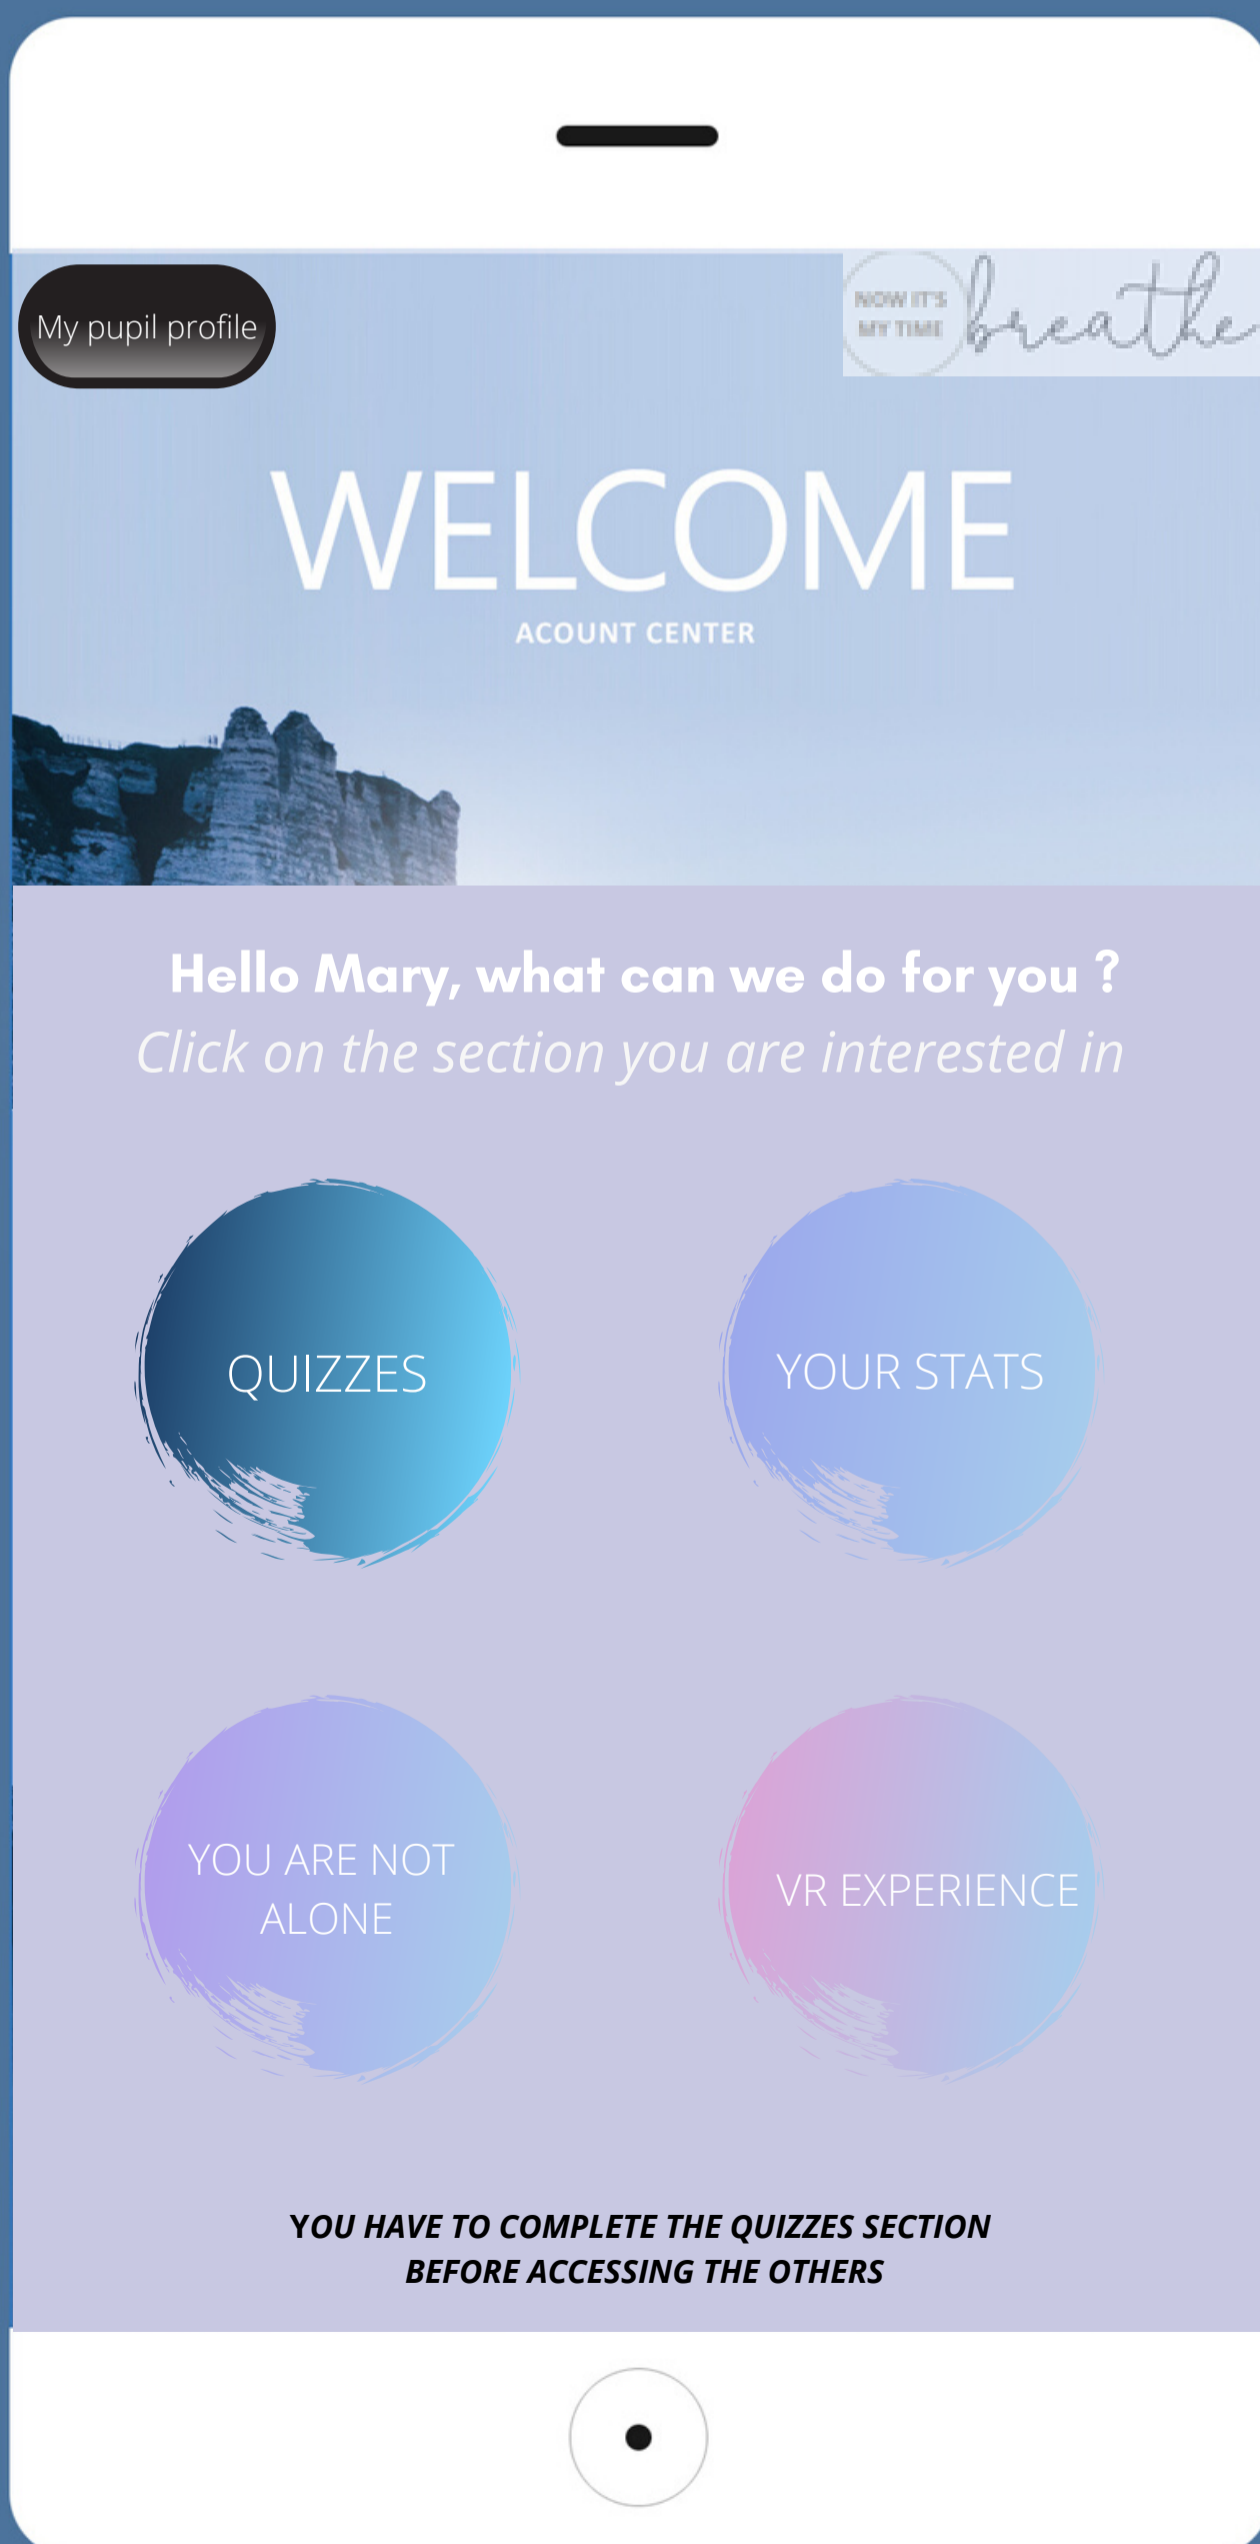 My pupil profile
NOW IT'S
MY TIME
breathe
WELCOME
ACOUNT CENTER
Hello Mary, what can we do for you ?
Click on the section you are interested in
QUIZZES
YOUR STATS
YOU ARE NOT
ALONE
VR EXPERIENCE
YOU HAVE TO COMPLETE THE QUIZZES SECTION
BEFORE ACCESSING THE OTHERS